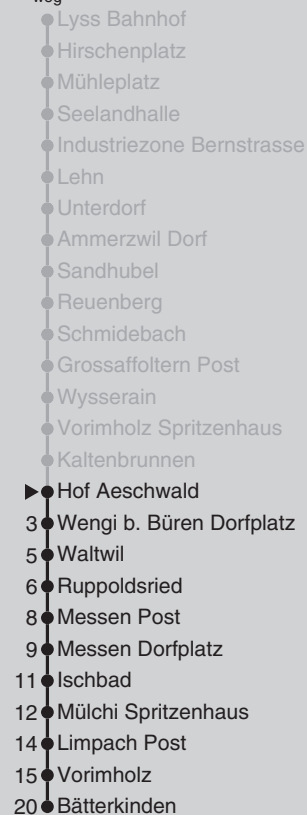 Lyss Bahnhof
Hirschenplatz
Mühleplatz
Seelandhalle
Industriezone Bernstrasse
Lehn
Unterdorf
Ammerzwil Dorf
Sandhubel
Reuenberg
Schmidebach
Grossaffoltern Post
Wysserain
Vorimholz Spritzenhaus
Kaltenbrunnen
Hof Aeschwald
3 Wengi b. Büren Dorfplatz
5 Waltwil
6 Ruppoldsried
8 Messen Post
9 Messen Dorfplatz
11 Ischbad
12 Mülchi Spritzenhaus
14 Limpach Post
15 Vorimholz
20 Bätterkinden